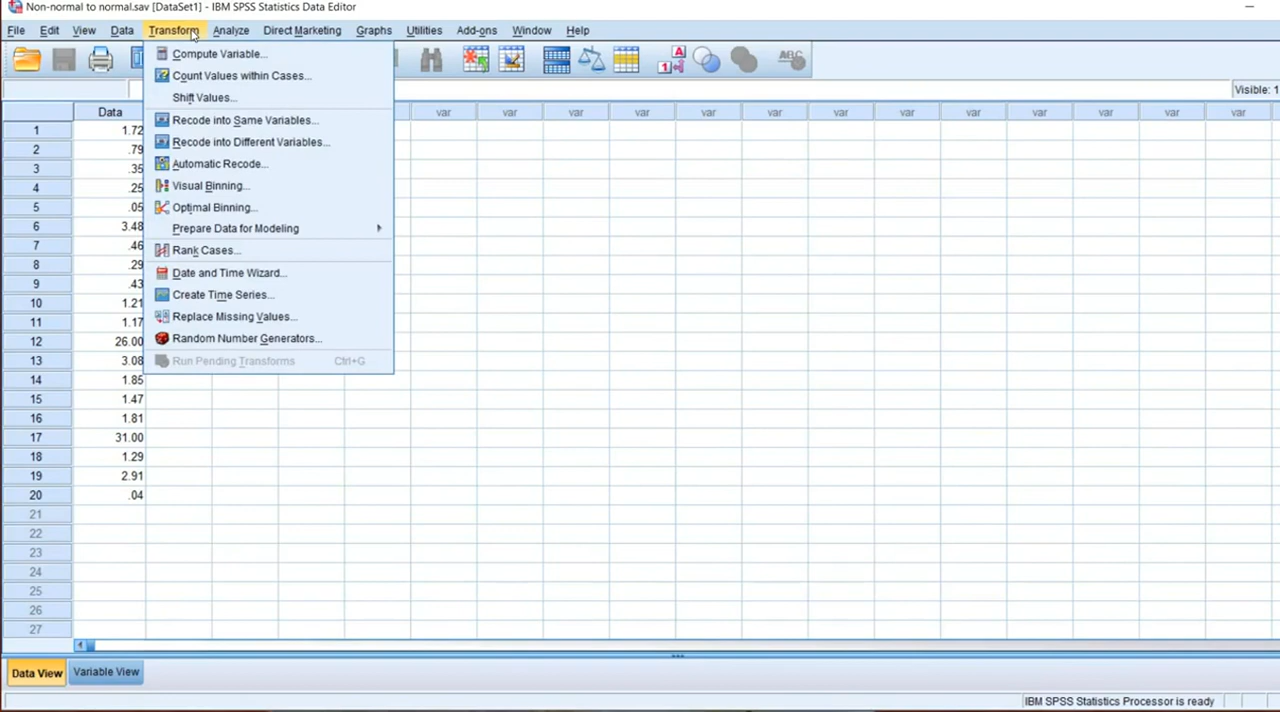 Non-normal to normal.sav [DataSet1] - IBM SPSS Statistics Data Editor
File Edit View Data Transform Analyze Direct Marketing Graphs Utilities Add-ons Window Help
Compute Variable...
Count Values within Cases...
Shift Values...
Recode into Same Variables...
Recode into Different Variables...
Automatic Recode...
Visual Binning...
Optimal Binning...
Prepare Data for Modeling
Rank Cases...
Date and Time Wizard...
Create Time Series...
Replace Missing Values...
Random Number Generators...
Run Pending Transforms Ctrl+G
A
1
ABC
Visible: 1
Data var var var var var var var var var var var var var
1 1.72
2 .79
3 .35
4 .25
5 .05
6 3.48
7 .46
8 .29
9 .43
10 1.21
11 1.17
12 26.00
13 3.08
14 1.85
15 1.47
16 1.81
17 31.00
18 1.29
19 2.91
20 .04
21
22
23
24
25
26
27
Data View Variable View
IBM SPSS Statistics Processor is ready